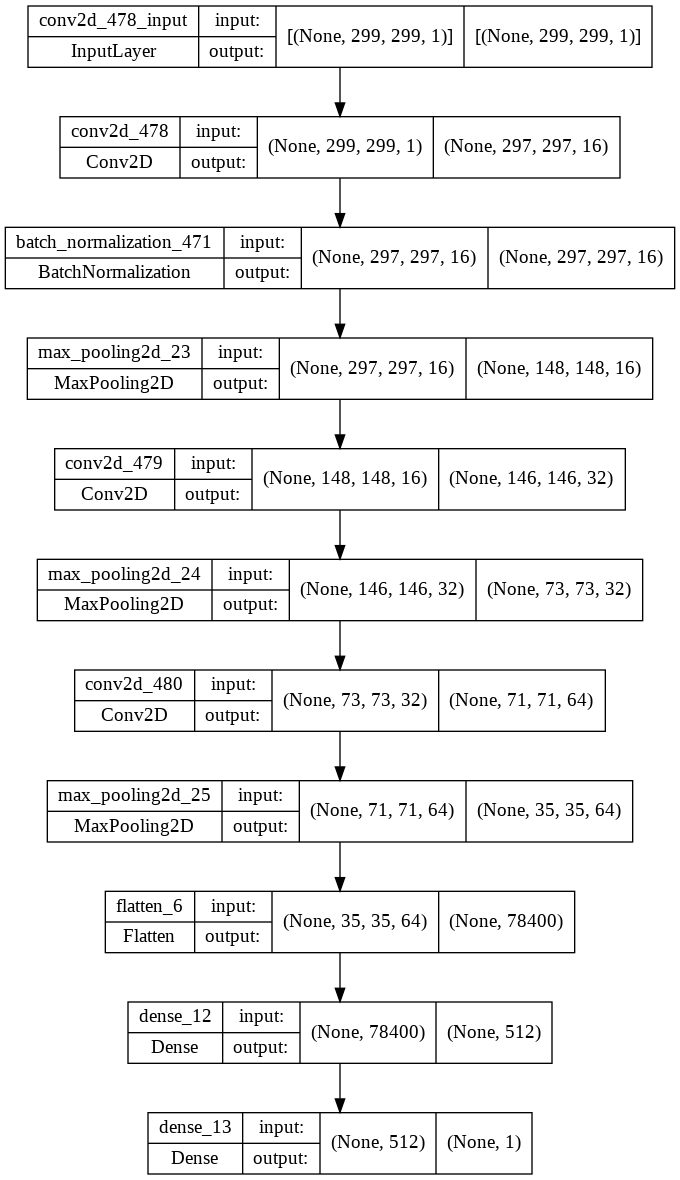 conv2d_478_input input: [(None, 299, 299, 1)] [(None, 299, 299, 1)]
InputLayer output:
conv2d_478 input: (None, 299, 299, 1) (None, 297, 297, 16)
Conv2D output:
batch_normalization_471 input: (None, 297, 297, 16) (None, 297, 297, 16)
BatchNormalization output:
max_pooling2d_23 input: (None, 297, 297, 16) (None, 148, 148, 16)
MaxPooling2D output:
conv2d_479 input: (None, 148, 148, 16) (None, 146, 146, 32)
Conv2D output:
max_pooling2d_24 input: (None, 146, 146, 32) (None, 73, 73, 32)
MaxPooling2D output:
conv2d_480 input: (None, 73, 73, 32) (None, 71, 71, 64)
Conv2D output:
max_pooling2d_25 input: (None, 71, 71, 64) (None, 35, 35, 64)
MaxPooling2D output:
flatten_6 input: (None, 35, 35, 64) (None, 78400)
Flatten output:
dense_12 input: (None, 78400) (None, 512)
Dense output:
dense_13 input: (None, 512) (None, 1)
Dense output: